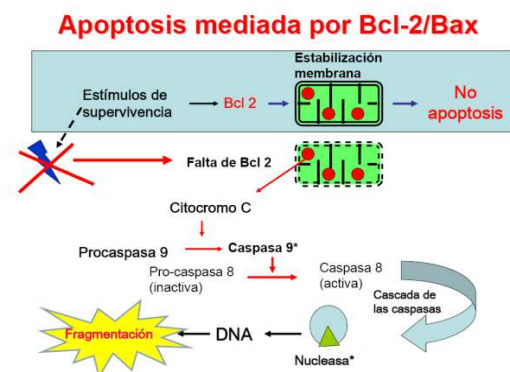 Apoptosis mediada por Bcl-2/Bax
Estabilización
membrana
Estímulos de
supervivencia
Bcl 2
No
apoptosis
Falta de Bcl 2
Citocromo C
Procaspasa 9
Caspasa 9*
Pro-caspasa 8
(inactiva)
Caspasa 8
(activa)
Cascada de
las caspasas
Fragmentación
DNA
Nucleasa*